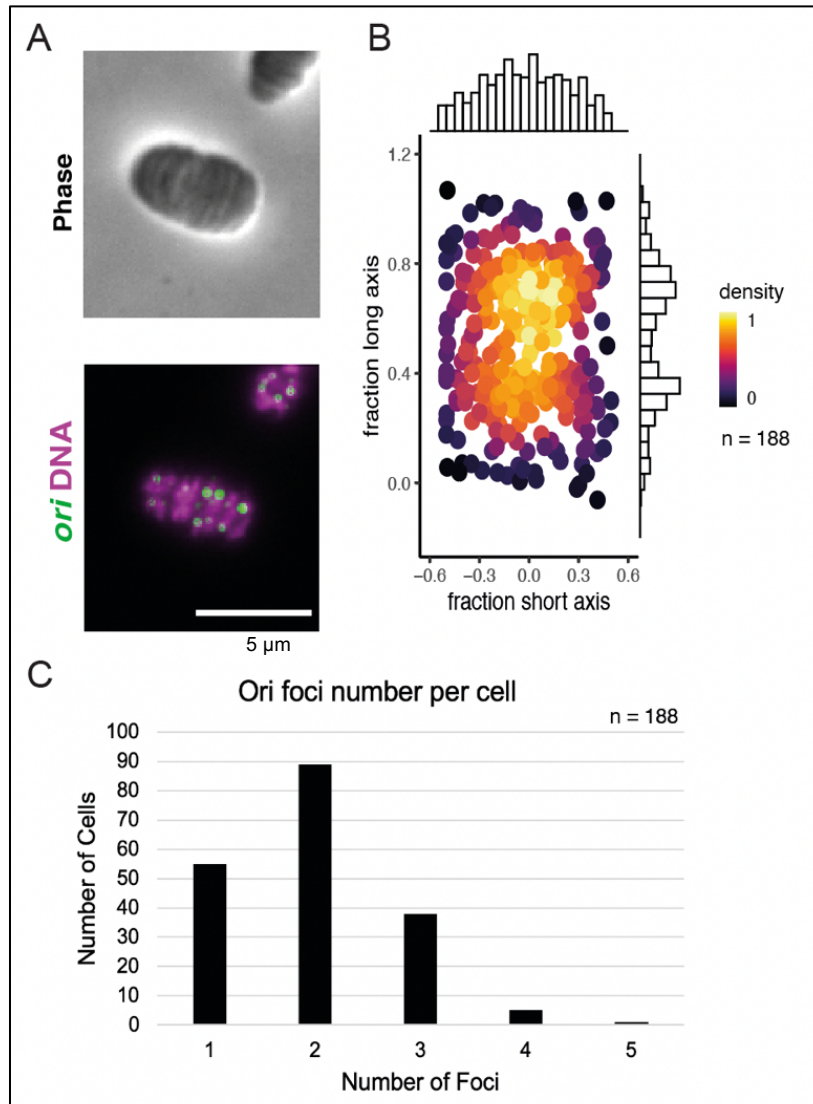 A
Phase
ori DNA
5 µm
B
1.2
0.8
0.4
0.0
fraction long axis
−0.6 −0.3 0.0 0.3 0.6
fraction short axis
density
1
0
n = 188
C
Ori foci number per cell
n = 188
100
90
80
70
60
50
40
30
20
10
0
Number of Cells
1 2 3 4 5
Number of Foci